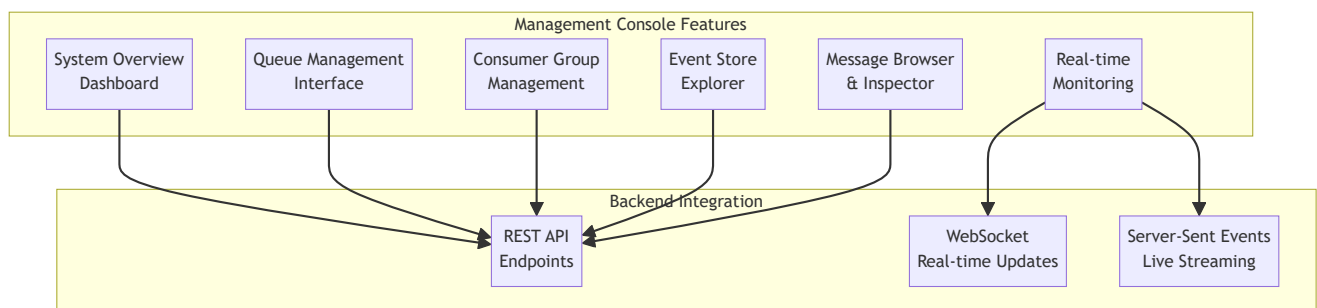 Management Console Features
System Overview
Dashboard
Queue Management
Interface
Consumer Group
Management
Event Store
Explorer
Message Browser
& Inspector
Real-time
Monitoring
Backend Integration
REST API
Endpoints
WebSocket
Real-time Updates
Server-Sent Events
Live Streaming